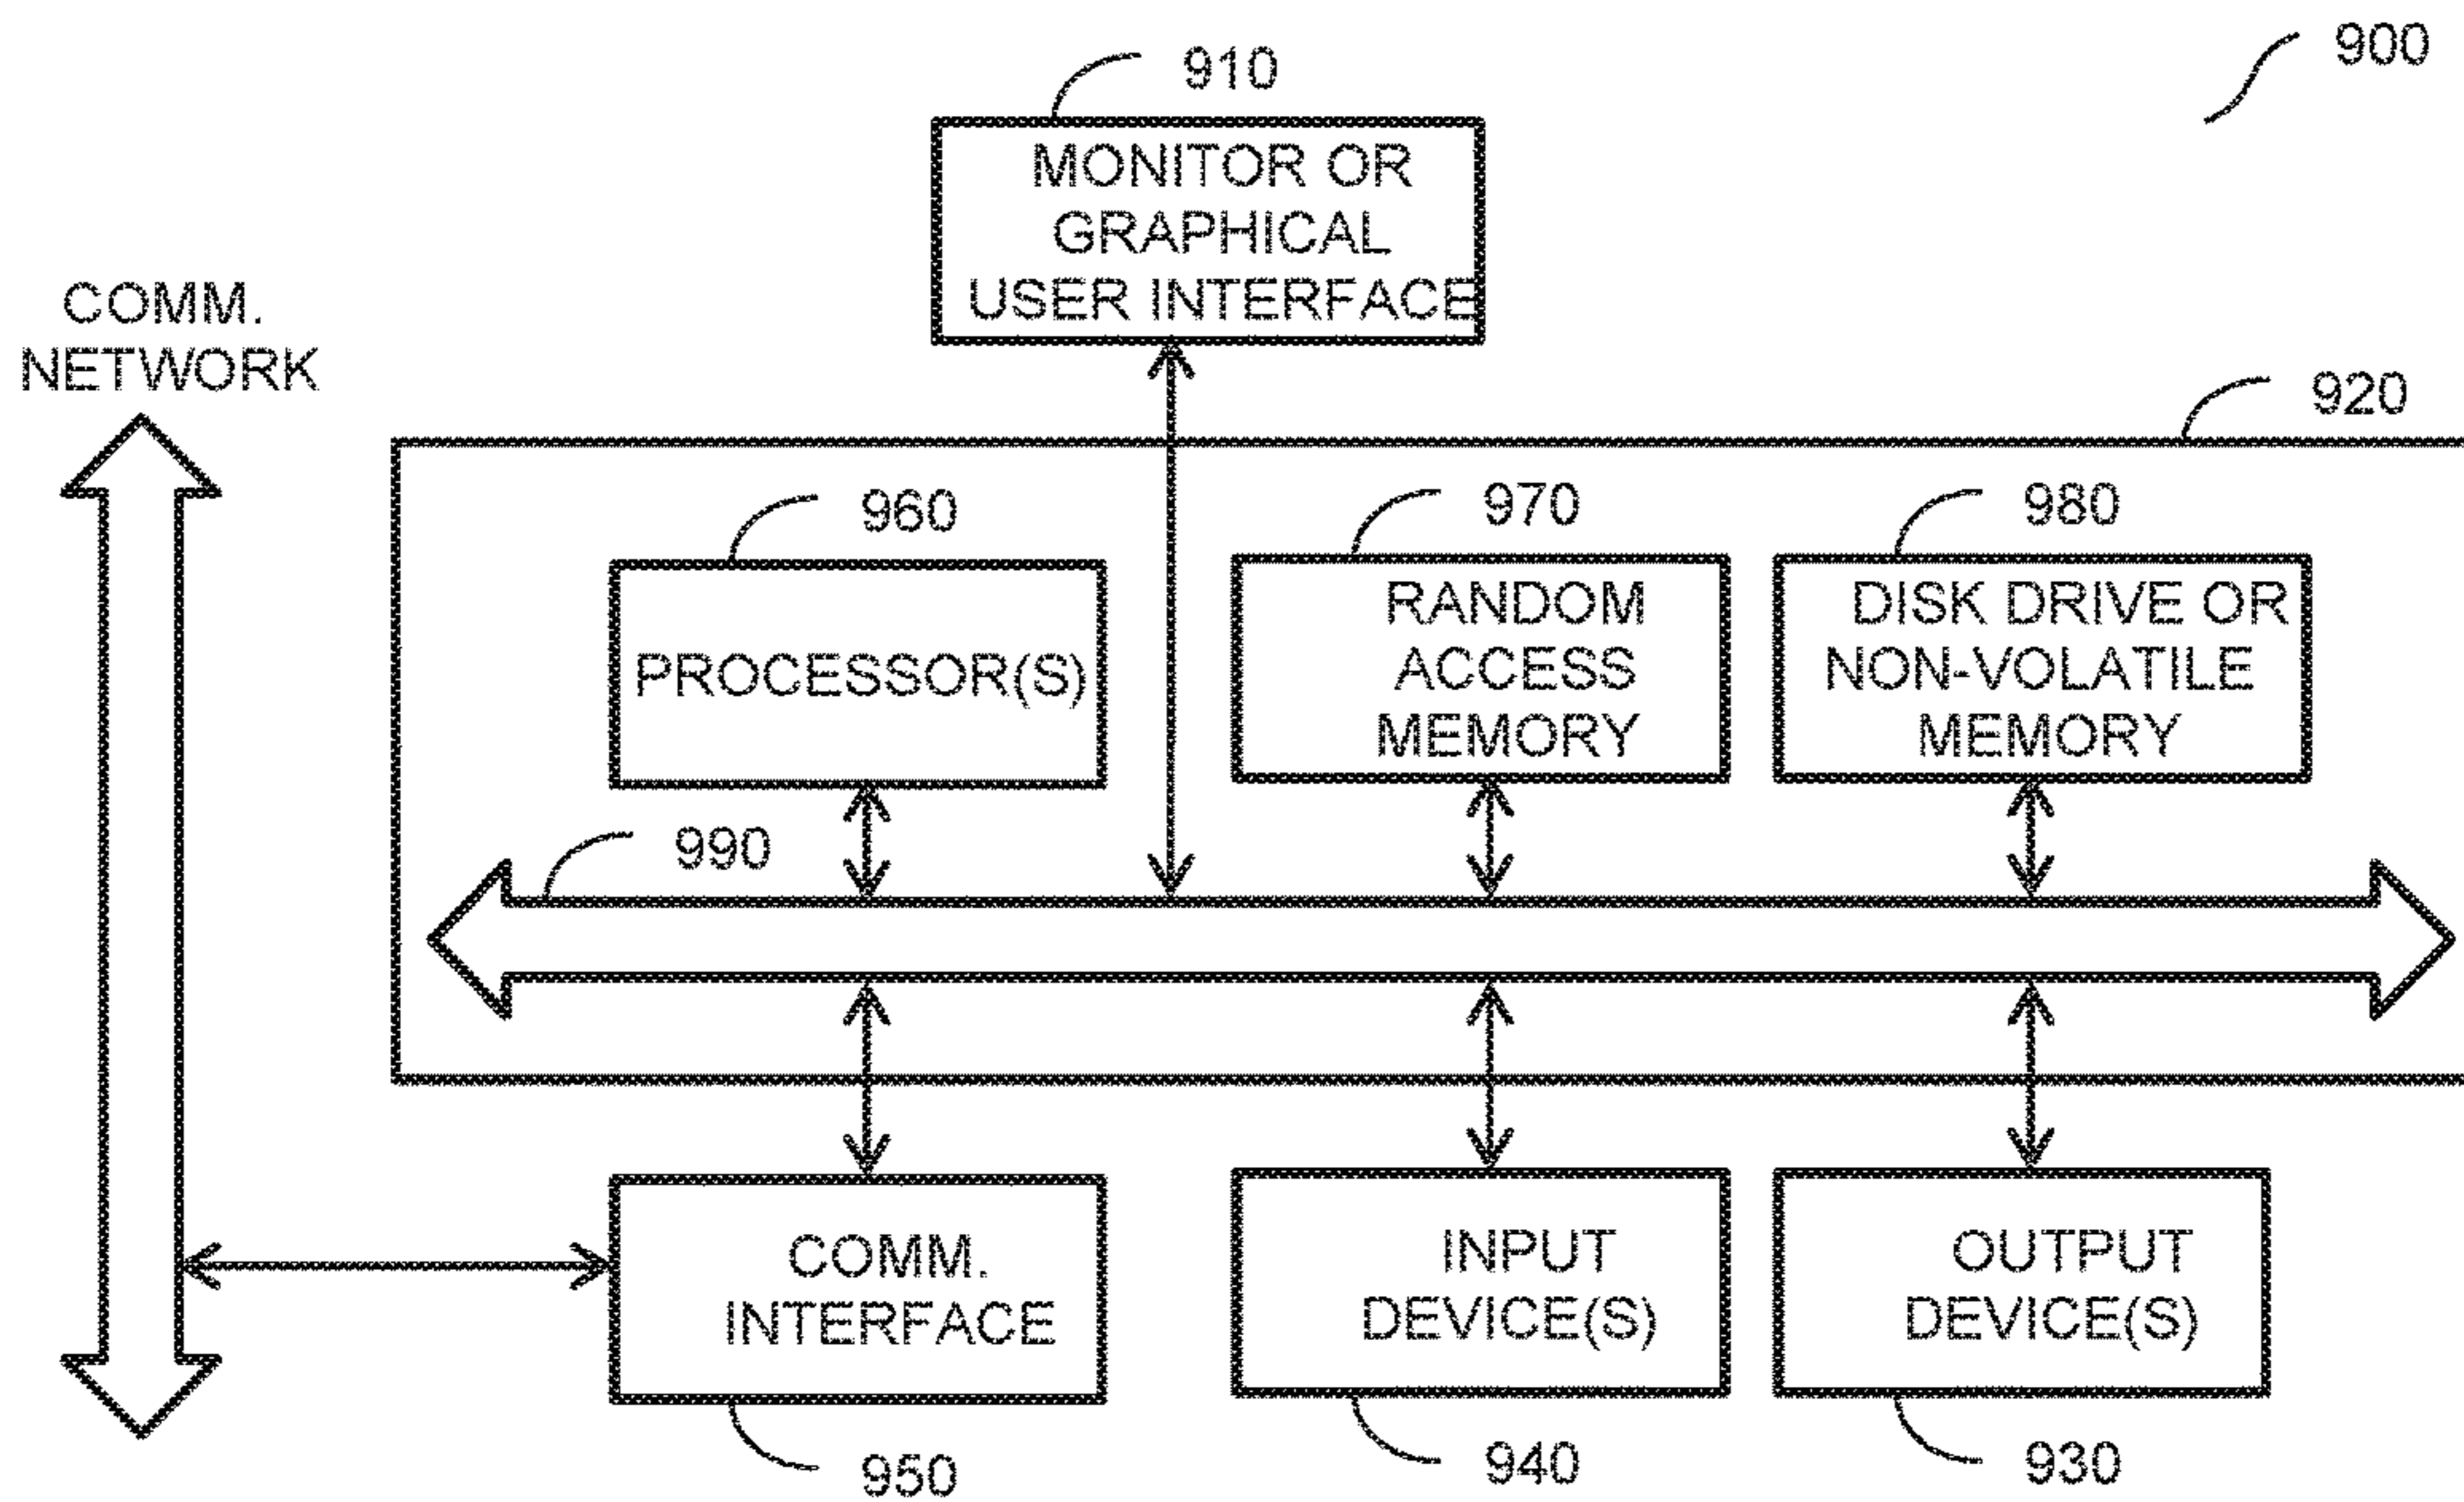 900
910
MONITOR OR
GRAPHICAL
USER INTERFACE
COMM.
NETWORK
920
960
PROCESSOR(S)
970
RANDOM
ACCESS
MEMORY
980
DISK DRIVE OR
NON-VOLATILE
MEMORY
990
COMM.
INTERFACE
950
INPUT
DEVICE(S)
940
OUTPUT
DEVICE(S)
930